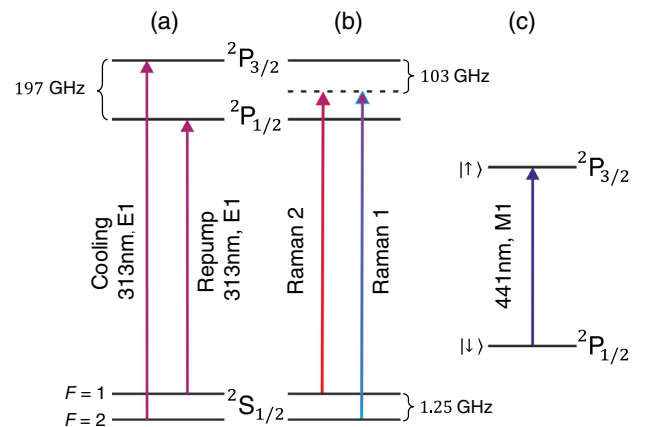 (a)
(b)
(c)
²P₃/₂
197 GHz
103 GHz
²P₁/₂
|↑⟩
²P₃/₂
Cooling
313nm, E1
Repump
313nm, E1
Raman 2
Raman 1
441nm, M1
|↓⟩
²P₁/₂
F = 1
²S₁/₂
1.25 GHz
F = 2